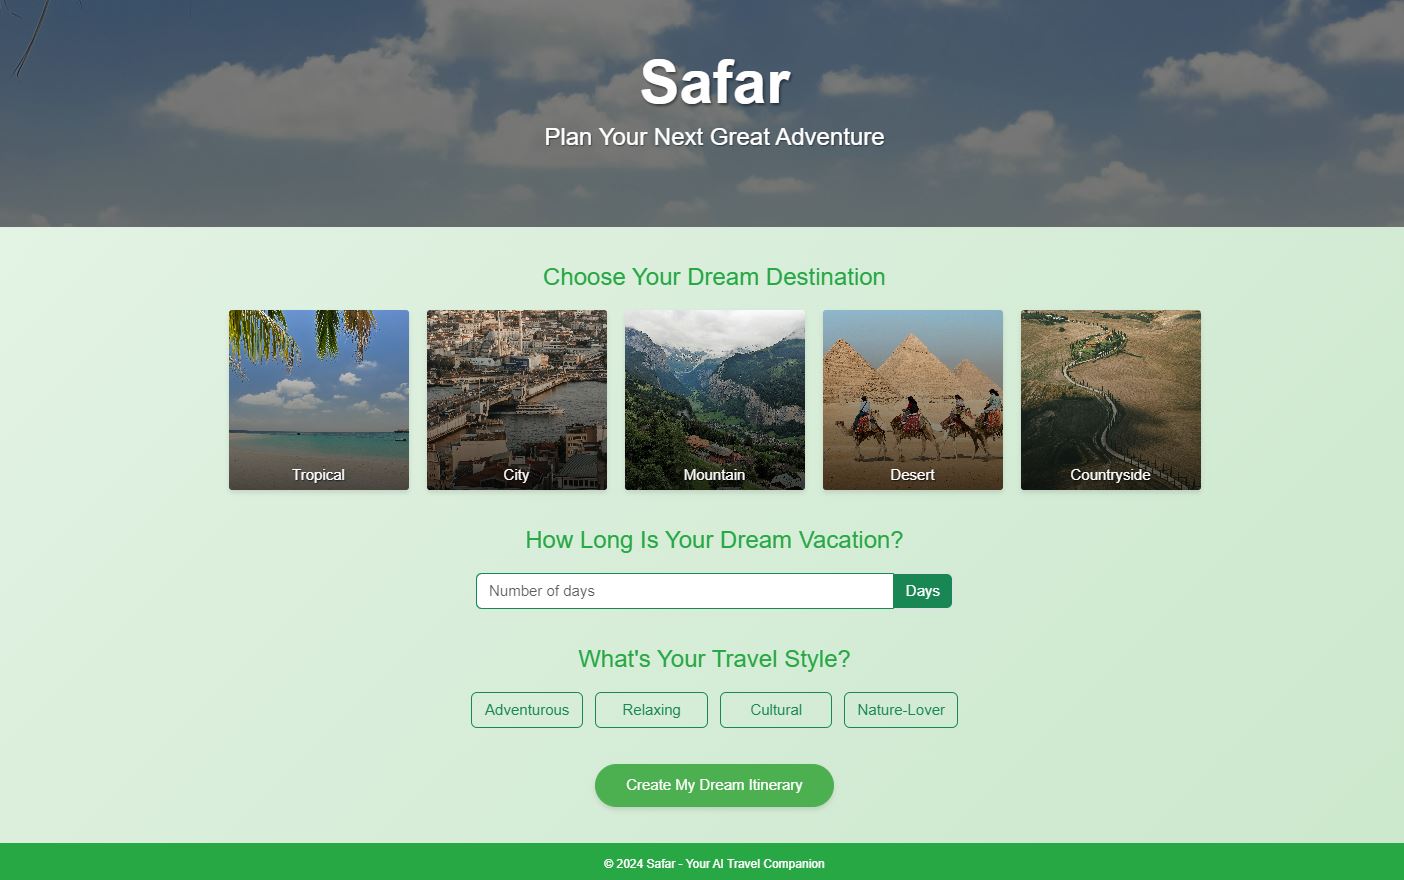 Safar
Plan Your Next Great Adventure
Choose Your Dream Destination
Tropical
City
Mountain
Desert
Countryside
How Long Is Your Dream Vacation?
Number of days
Days
What's Your Travel Style?
Adventurous
Relaxing
Cultural
Nature-Lover
Create My Dream Itinerary
© 2024 Safar - Your AI Travel Companion